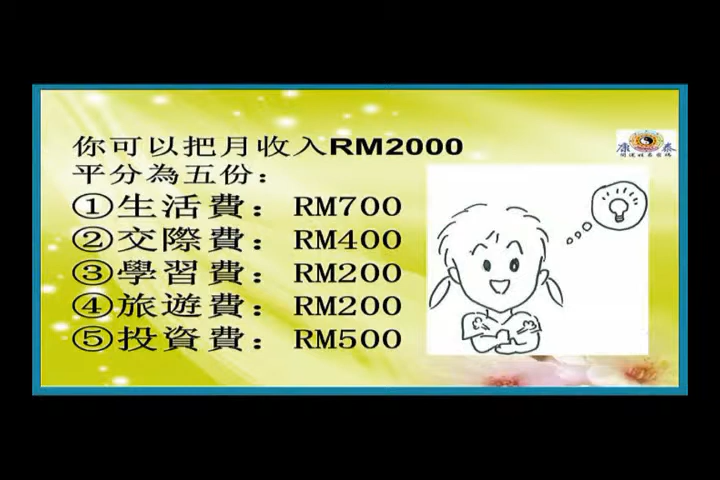 你可以把月收入RM2000
平分為五份：
①生活費： RM700
②交際費： RM400
③學習費： RM200
④旅遊費： RM200
⑤投資費： RM500
康 泰